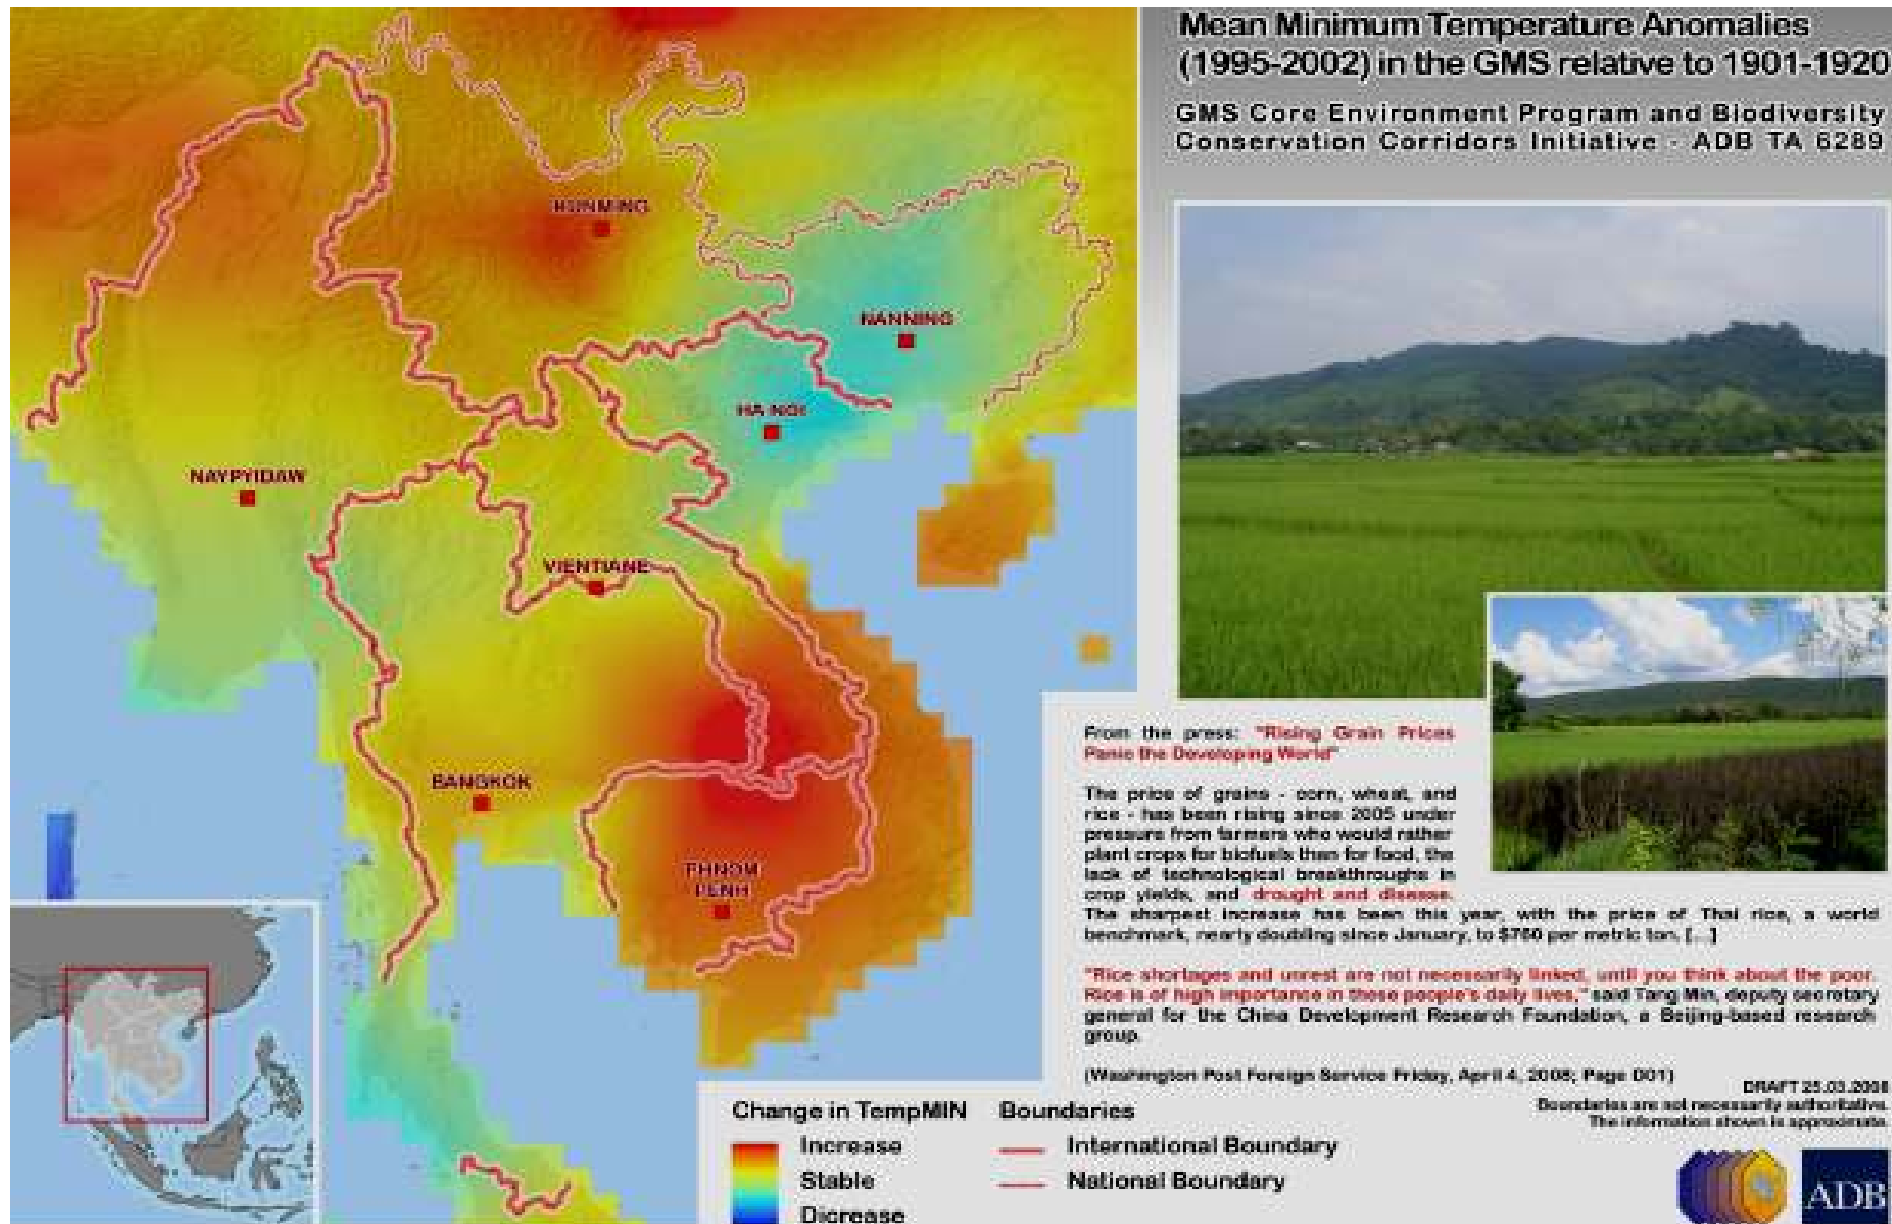 Mean Minimum Temperature Anomalies
(1995-2002) in the GMS relative to 1901-1920
GMS Core Environment Program and Biodiversity
Conservation Corridors Initiative - ADB TA 6289
KUNMING
NANNING
HA NOI
NAYPYIDAW
VIENTIANE
BANGKOK
PHNOM
PENH
From the press: "Rising Grain Prices
Panic the Developing World"
The price of grains - corn, wheat, and
rice - has been rising since 2005 under
pressure from farmers who would rather
plant crops for biofuels than for food, the
lack of technological breakthroughs in
crop yields, and drought and disease.
The sharpest increase has been this year, with the price of Thai rice, a world
benchmark, nearly doubling since January, to $760 per metric ton. [...]
"Rice shortages and unrest are not necessarily linked, until you think about the poor.
Rice is of high importance in these people's daily lives," said Tang Min, deputy secretary
general for the China Development Research Foundation, a Beijing-based research
group.
(Washington Post Foreign Service Friday, April 4, 2008; Page D01)
DRAFT 25.03.2008
Boundaries are not necessarily authoritative.
The information shown is approximate.
Change in TempMIN
Increase
Stable
Dicrease
Boundaries
International Boundary
National Boundary
ADB